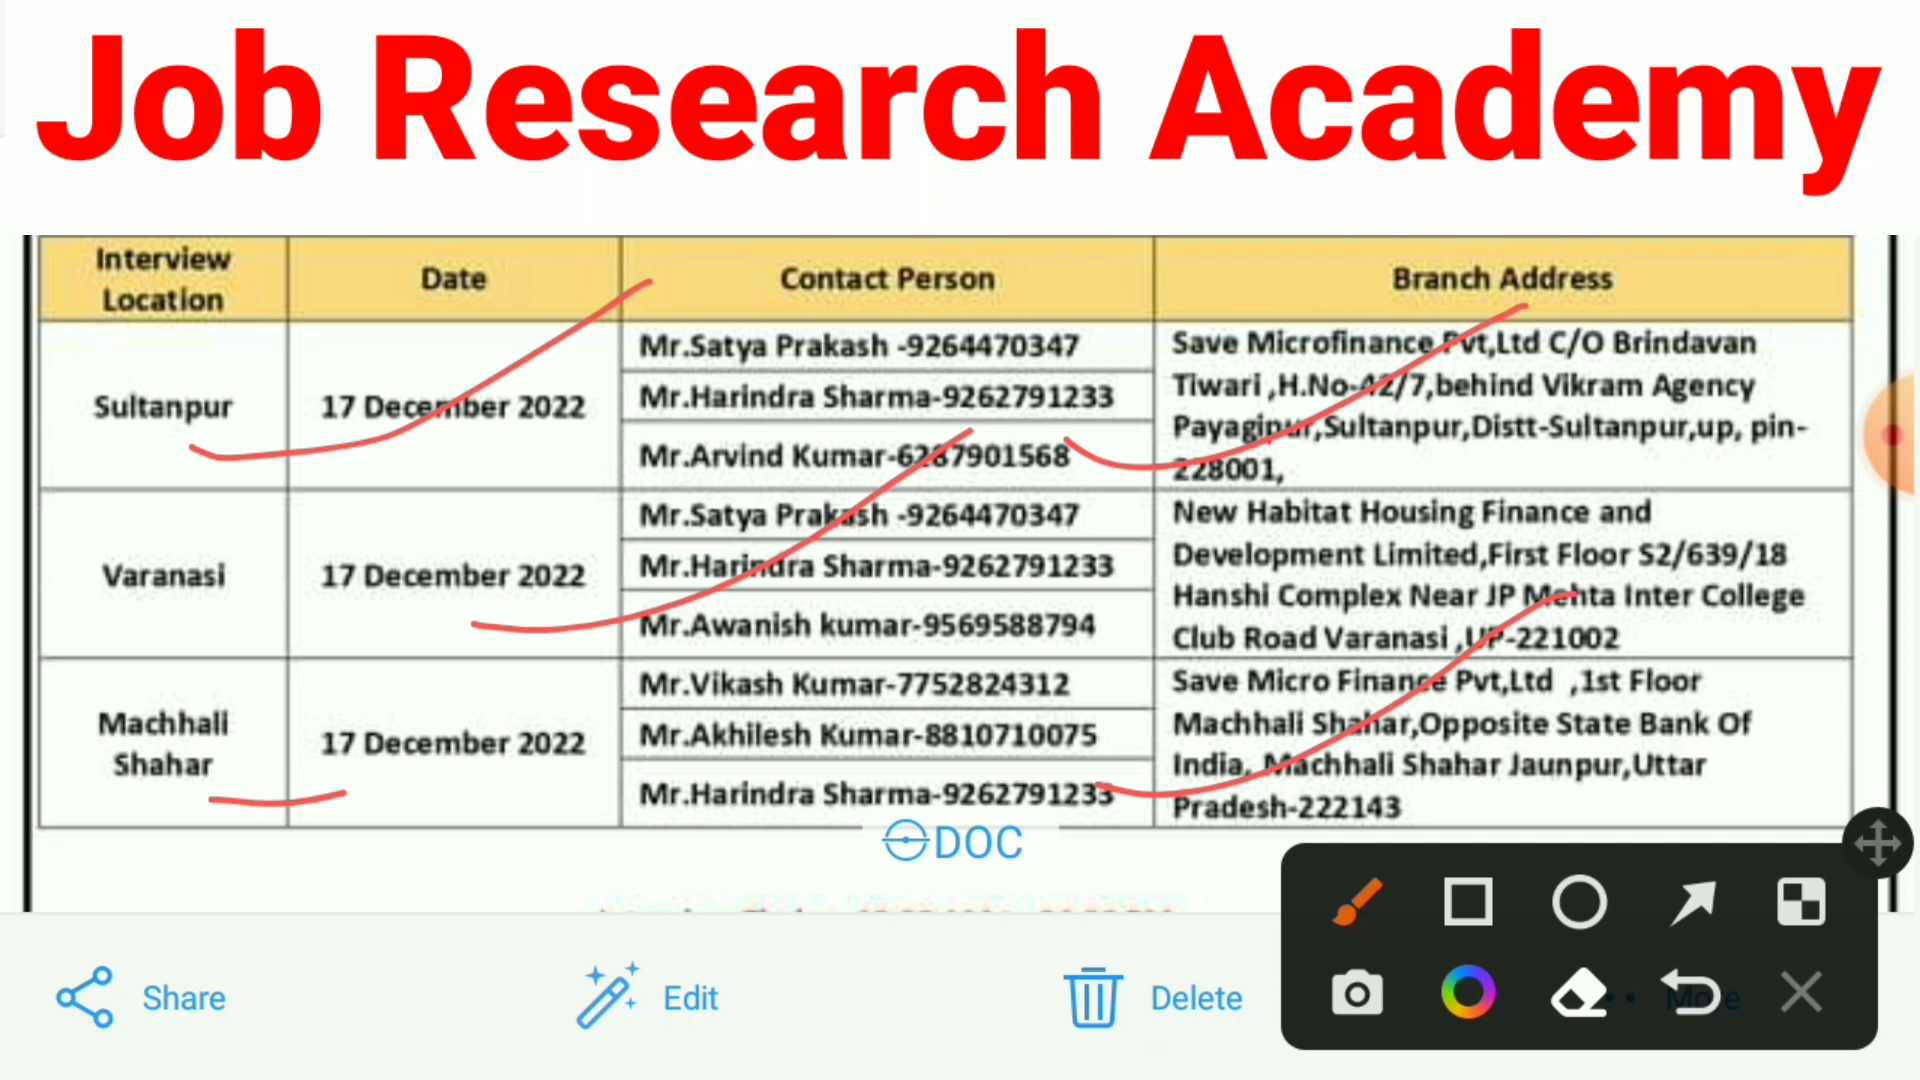 Job Research Academy
Interview
Location
Date
Contact Person
Branch Address
Sultanpur
17 December 2022
Mr.Satya Prakash -9264470347
Mr.Harindra Sharma-9262791233
Mr.Arvind Kumar-6287901568
Save Microfinance Pvt,Ltd C/O Brindavan
Tiwari ,H.No-42/7,behind Vikram Agency
Payagipur,Sultanpur,Distt-Sultanpur,up, pin-
228001,
Varanasi
17 December 2022
Mr.Satya Prakash -9264470347
Mr.Harindra Sharma-9262791233
Mr.Awanish kumar-9569588794
New Habitat Housing Finance and
Development Limited,First Floor S2/639/18
Hanshi Complex Near JP Mehta Inter College
Club Road Varanasi ,UP-221002
Machhali
Shahar
17 December 2022
Mr.Vikash Kumar-7752824312
Mr.Akhilesh Kumar-8810710075
Mr.Harindra Sharma-9262791233
Save Micro Finance Pvt,Ltd ,1st Floor
Machhali Shahar,Opposite State Bank Of
India, Machhali Shahar Jaunpur,Uttar
Pradesh-222143
DOC
Share
Edit
Delete
More